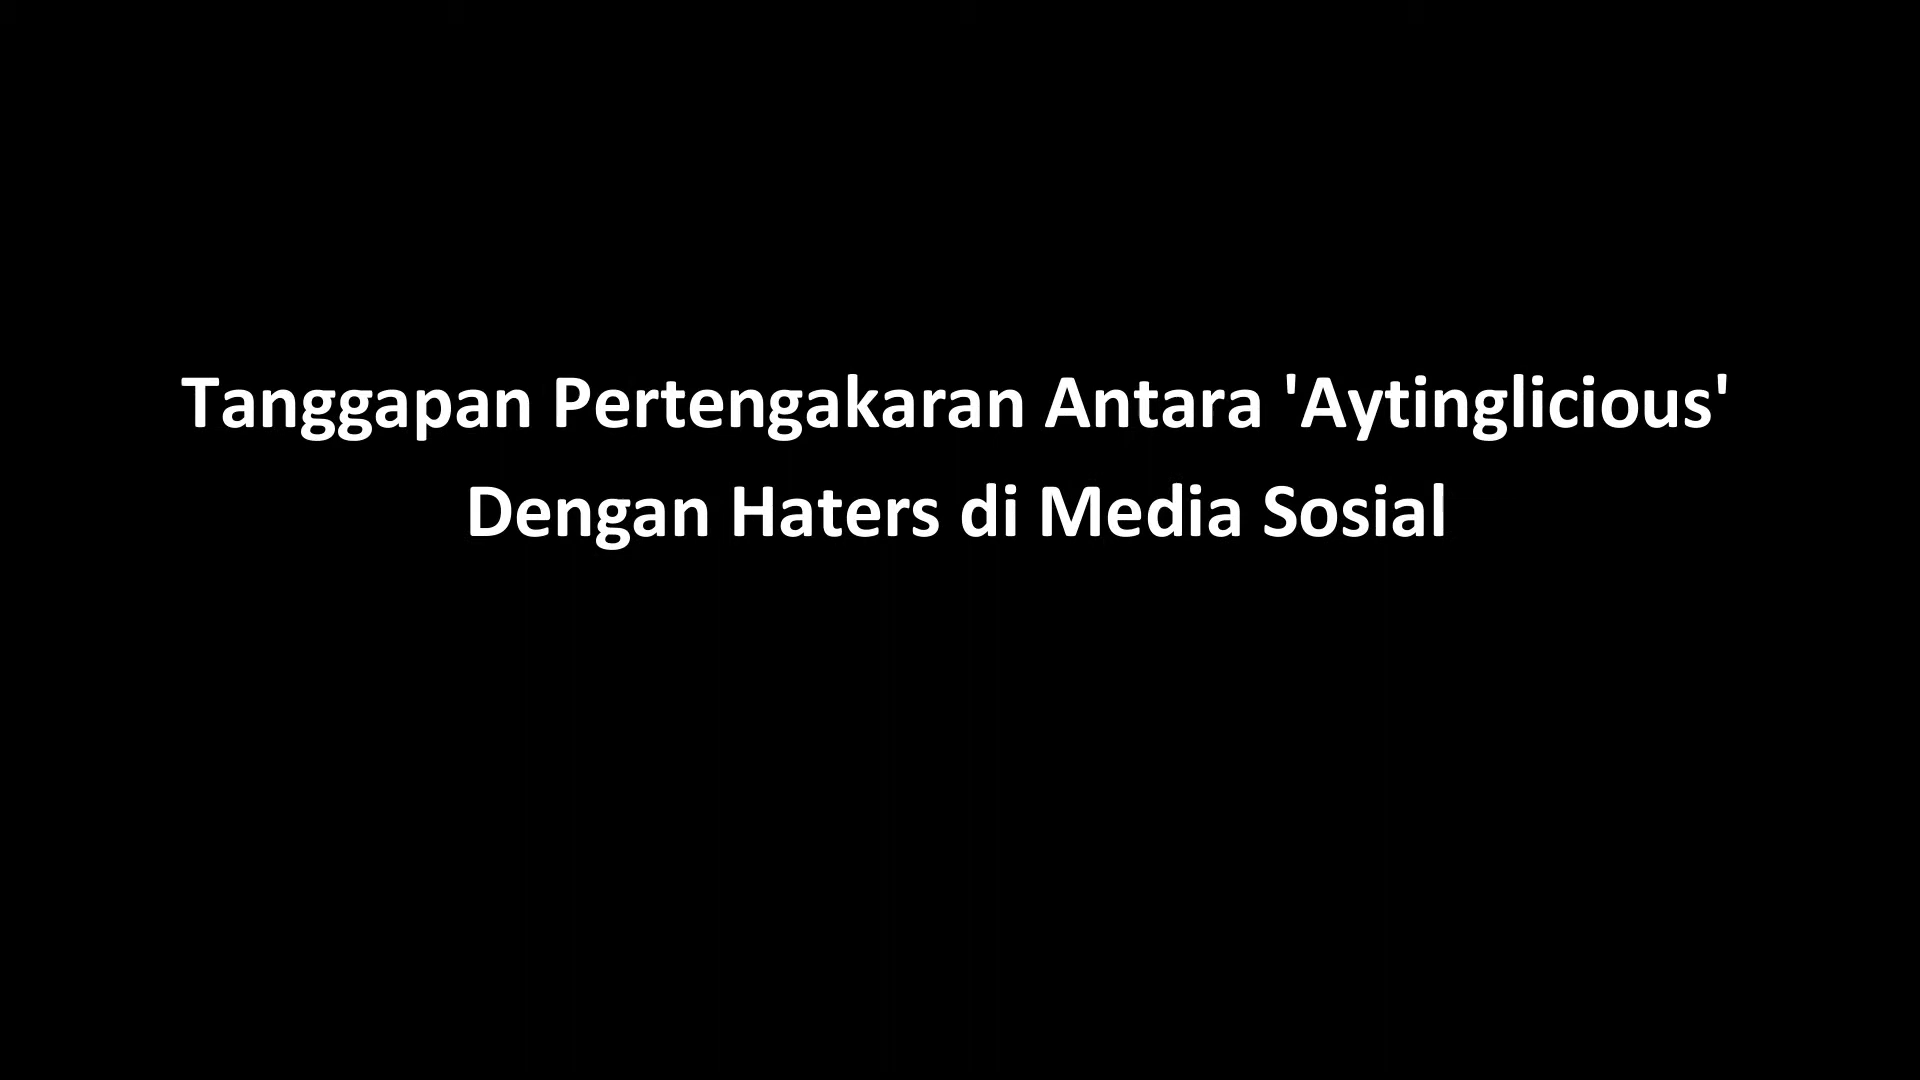 Tanggapan Pertengakaran Antara 'Aytinglicious'
Dengan Haters di Media Sosial